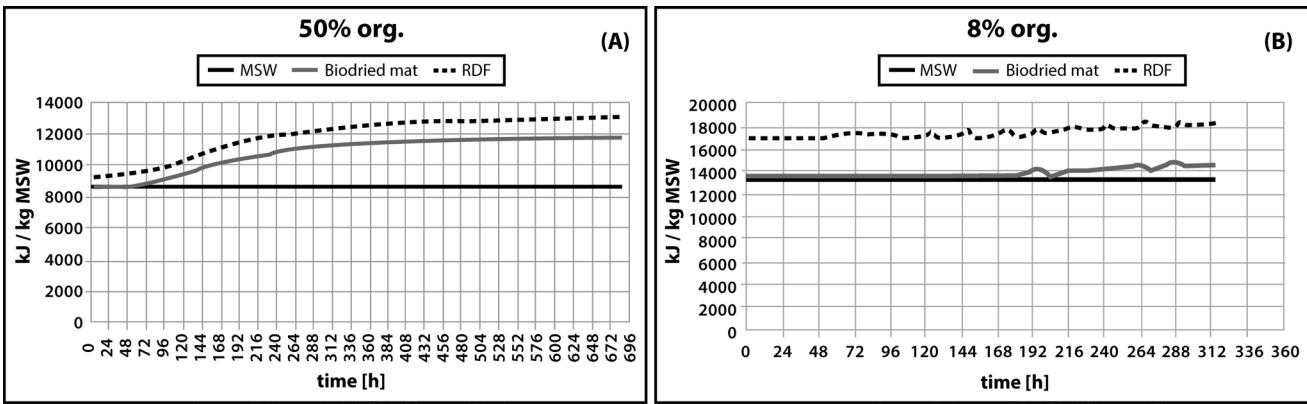 50% org.
(A)
MSW Biodried mat RDF
14000
12000
10000
8000
6000
4000
2000
0
kJ / kg MSW
0 24 48 72 96 120 144 168 192 216 240 264 288 312 336 360 384 408 432 456 480 504 528 552 576 600 624 648 672 696
time [h]
8% org.
(B)
MSW Biodried mat RDF
20000
18000
16000
14000
12000
10000
8000
6000
4000
2000
0
kJ / kg MSW
0 24 48 72 96 120 144 168 192 216 240 264 288 312 336 360
time [h]